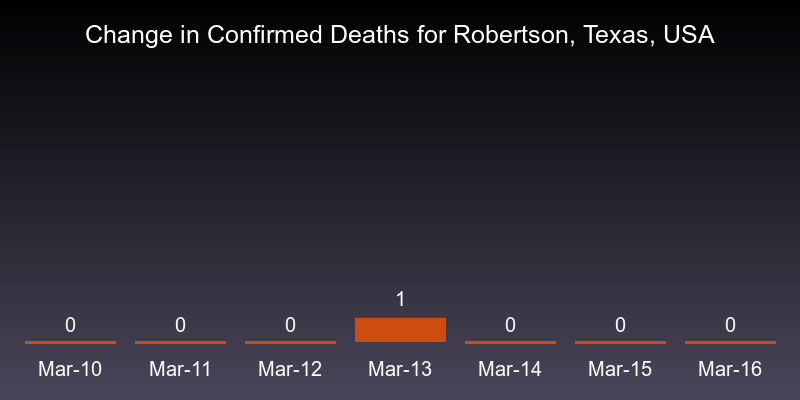 Change in Confirmed Deaths for Robertson, Texas, USA
0 0 0 1 0 0 0
Mar-10 Mar-11 Mar-12 Mar-13 Mar-14 Mar-15 Mar-16